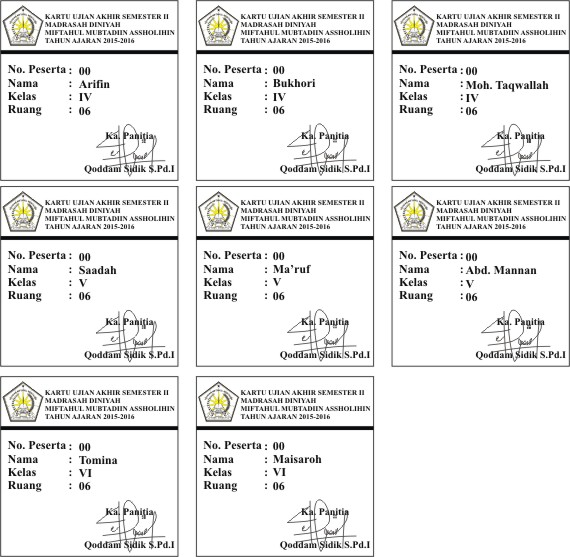 KARTU UJIAN AKHIR SEMESTER II
MADRASAH DINIYAH
MIFTAHUL MUBTADIIN ASSHOLIHIN
TAHUN AJARAN 2015-2016
No. Peserta : 00
Nama : Arifin
Kelas : IV
Ruang : 06
Ka. Panitia
Qoddam Sidik S.Pd.I
KARTU UJIAN AKHIR SEMESTER II
MADRASAH DINIYAH
MIFTAHUL MUBTADIIN ASSHOLIHIN
TAHUN AJARAN 2015-2016
No. Peserta : 00
Nama : Bukhori
Kelas : IV
Ruang : 06
Ka. Panitia
Qoddam Sidik S.Pd.I
KARTU UJIAN AKHIR SEMESTER II
MADRASAH DINIYAH
MIFTAHUL MUBTADIIN ASSHOLIHIN
TAHUN AJARAN 2015-2016
No. Peserta : 00
Nama : Moh. Taqwallah
Kelas : IV
Ruang : 06
Ka. Panitia
Qoddam Sidik S.Pd.I
KARTU UJIAN AKHIR SEMESTER II
MADRASAH DINIYAH
MIFTAHUL MUBTADIIN ASSHOLIHIN
TAHUN AJARAN 2015-2016
No. Peserta : 00
Nama : Saadah
Kelas : V
Ruang : 06
Ka. Panitia
Qoddam Sidik S.Pd.I
KARTU UJIAN AKHIR SEMESTER II
MADRASAH DINIYAH
MIFTAHUL MUBTADIIN ASSHOLIHIN
TAHUN AJARAN 2015-2016
No. Peserta : 00
Nama : Ma'ruf
Kelas : V
Ruang : 06
Ka. Panitia
Qoddam Sidik S.Pd.I
KARTU UJIAN AKHIR SEMESTER II
MADRASAH DINIYAH
MIFTAHUL MUBTADIIN ASSHOLIHIN
TAHUN AJARAN 2015-2016
No. Peserta : 00
Nama : Abd. Mannan
Kelas : V
Ruang : 06
Ka. Panitia
Qoddam Sidik S.Pd.I
KARTU UJIAN AKHIR SEMESTER II
MADRASAH DINIYAH
MIFTAHUL MUBTADIIN ASSHOLIHIN
TAHUN AJARAN 2015-2016
No. Peserta : 00
Nama : Tomina
Kelas : VI
Ruang : 06
Ka. Panitia
Qoddam Sidik S.Pd.I
KARTU UJIAN AKHIR SEMESTER II
MADRASAH DINIYAH
MIFTAHUL MUBTADIIN ASSHOLIHIN
TAHUN AJARAN 2015-2016
No. Peserta : 00
Nama : Maisaroh
Kelas : VI
Ruang : 06
Ka. Panitia
Qoddam Sidik S.Pd.I